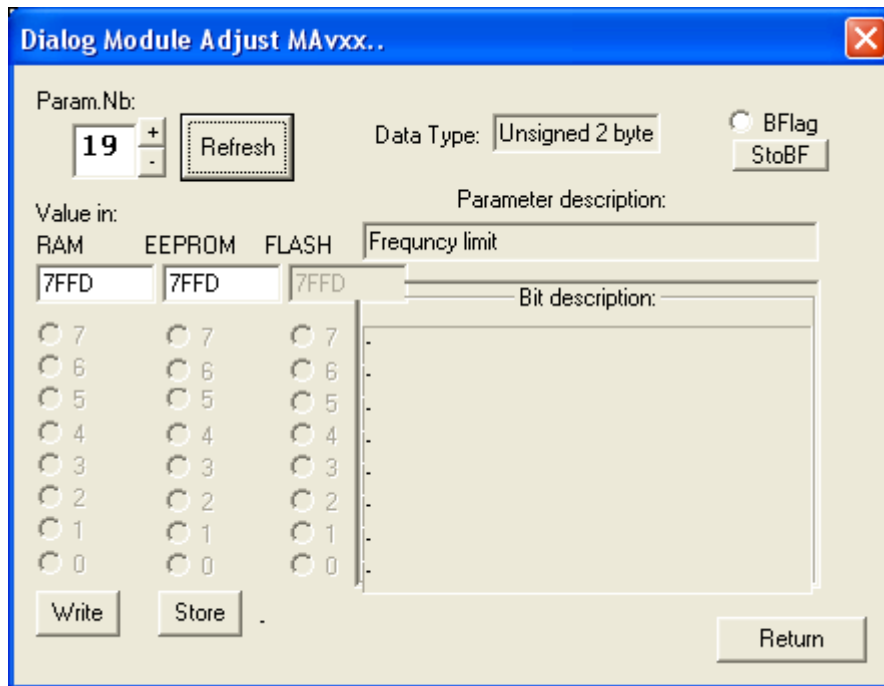 Dialog Module Adjust MAvxx..
Param.Nb:
19
+
-
Refresh
Data Type: Unsigned 2 byte
BFlag
StoBF
Value in:
RAM EEPROM FLASH
7FFD 7FFD 7FFD
Parameter description:
Frequncy limit
Bit description:
7 7 7 -
6 6 6 -
5 5 5 -
4 4 4 -
3 3 3 -
2 2 2 -
1 1 1 -
0 0 0 -
Write Store .
Return